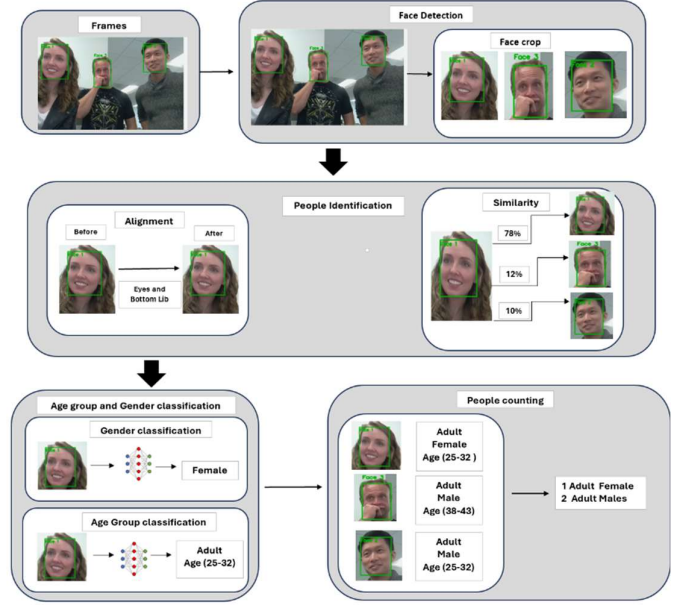 Frames
Face Detection
Face crop
Face 3
People Identification
Alignment
Before
After
Eyes and
Bottom Lib
Similarity
78%
12%
10%
Age group and Gender classification
Gender classification
Female
Age Group classification
Adult
Age (25-32)
People counting
Adult
Female
Age (25-32 )
Adult
Male
Age (38-43)
Adult
Male
Age (25-32)
1 Adult Female
2 Adult Males